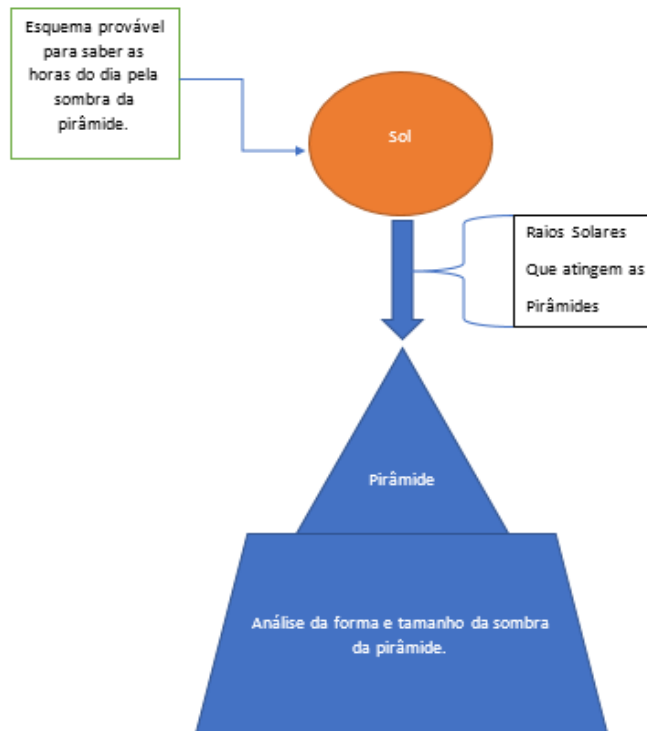 Esquema provável
para saber as
horas do dia pela
sombra da
pirâmide.
Sol
Raios Solares
Que atingem as
Pirâmides
Pirâmide
Análise da forma e tamanho da sombra
da pirâmide.